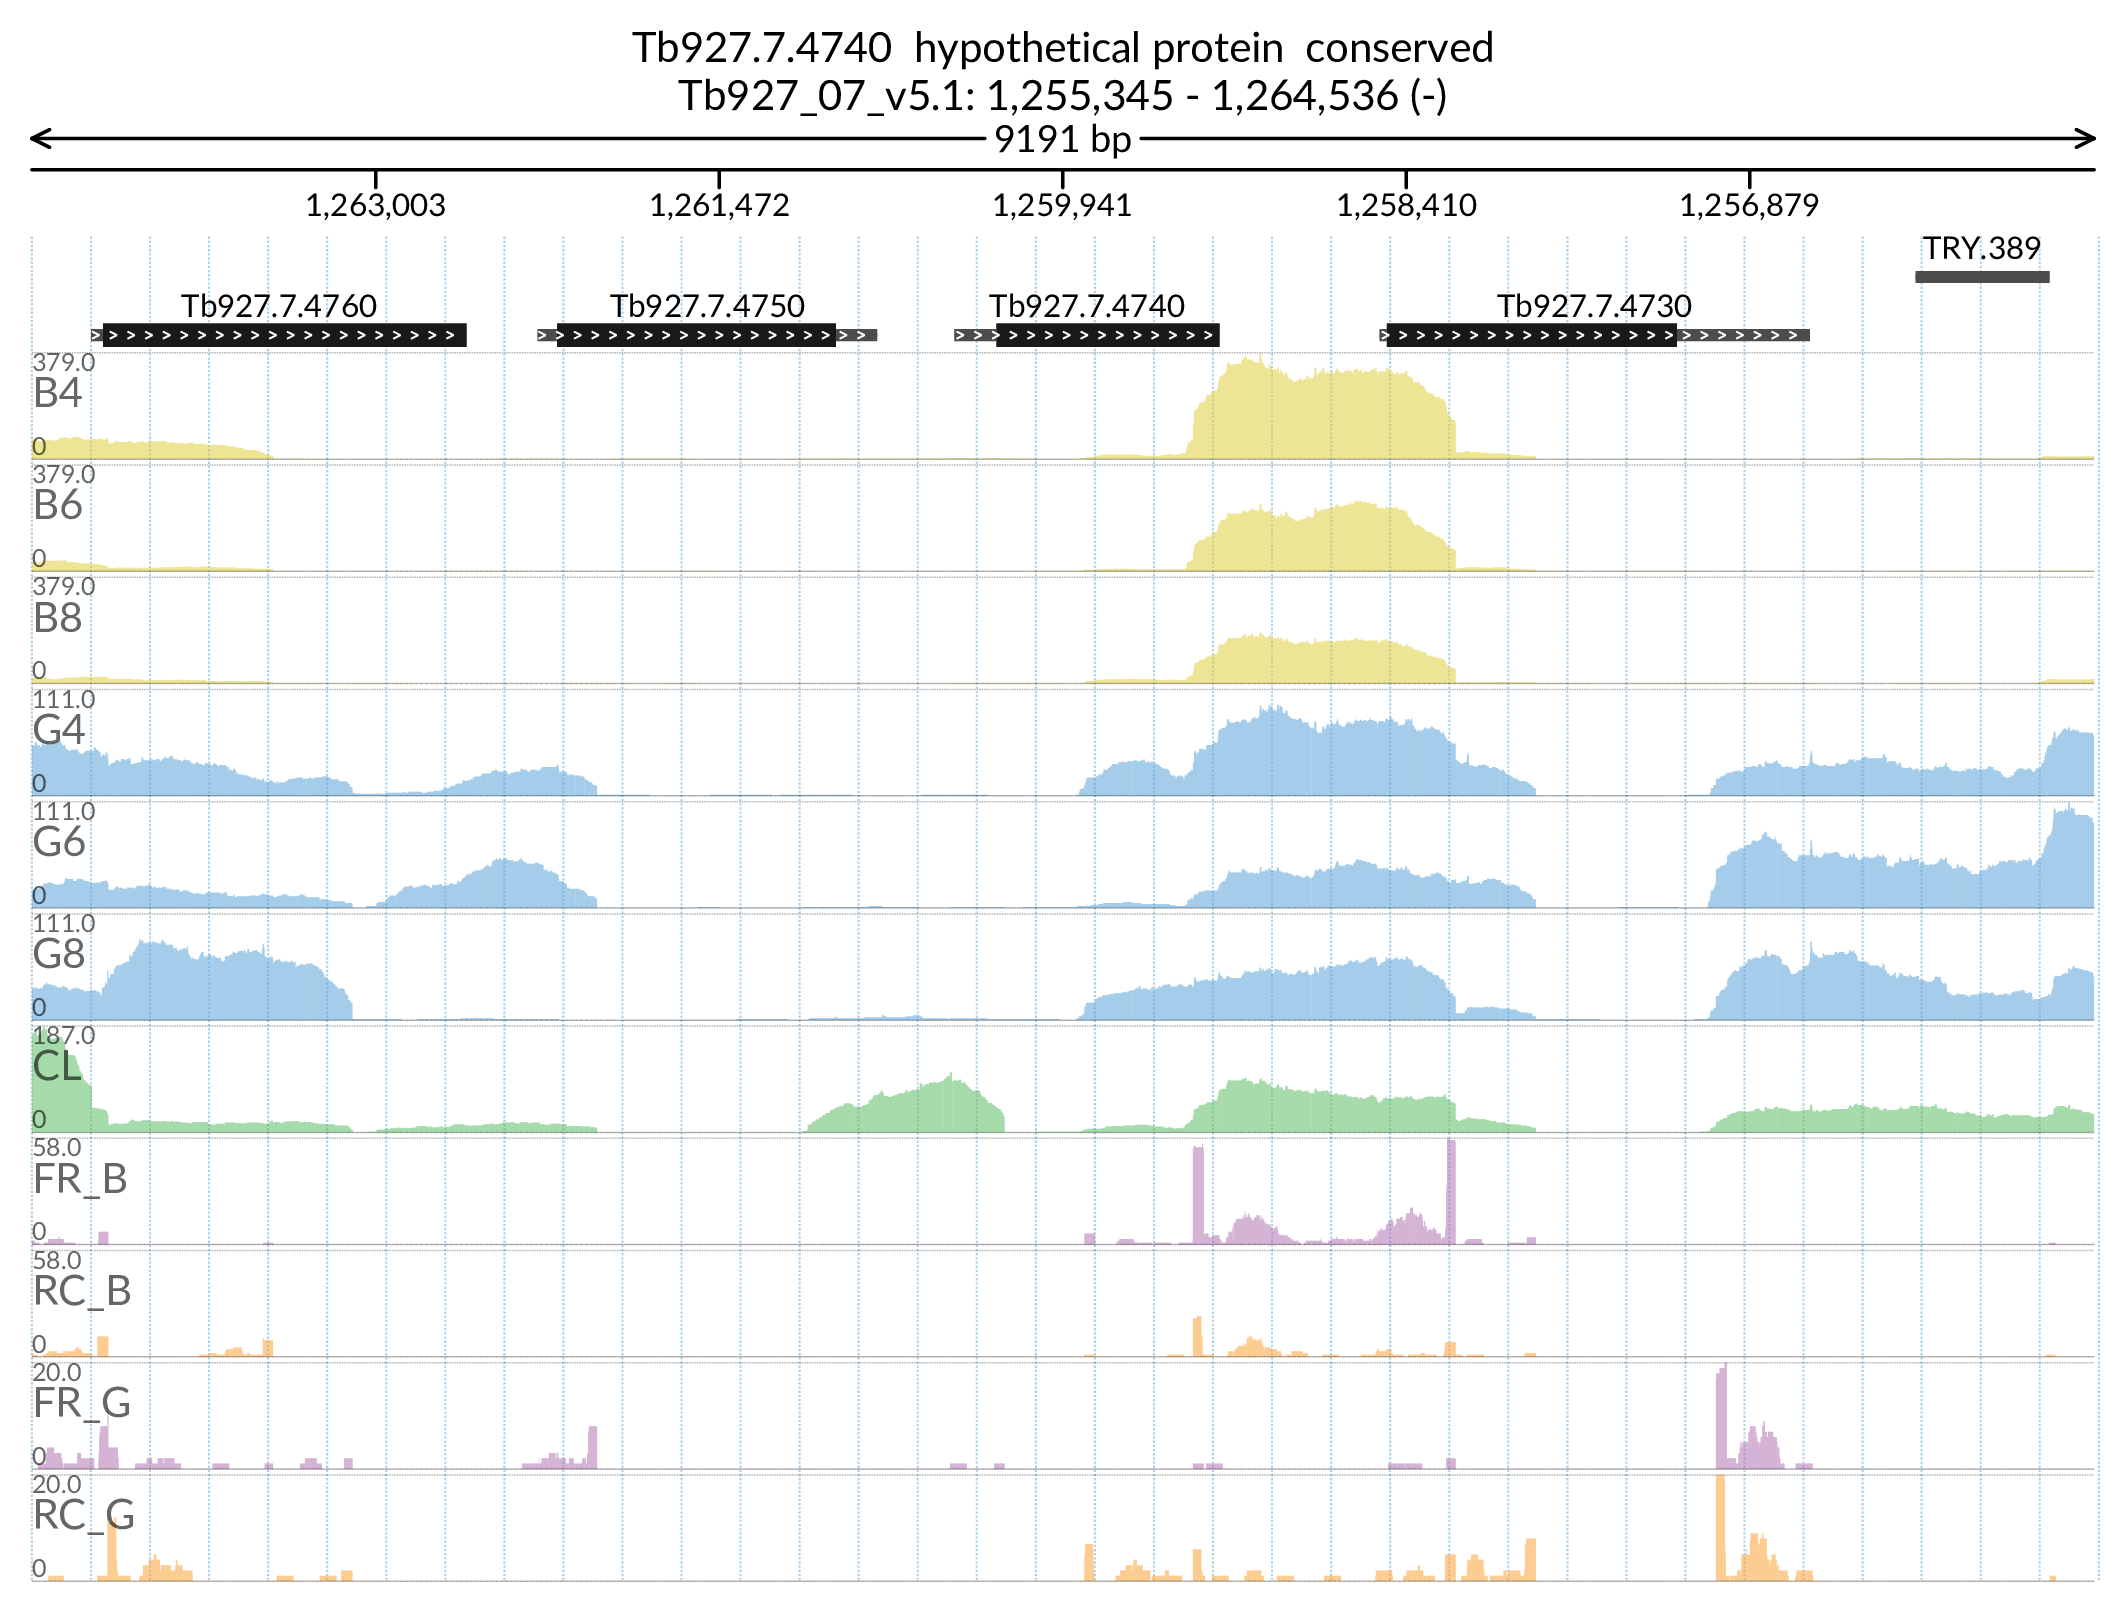 Tb927.7.4740 hypothetical protein conserved
Tb927_07_v5.1: 1,255,345 - 1,264,536 (-)
9191 bp
1,263,003 1,261,472 1,259,941 1,258,410 1,256,879
TRY.389
Tb927.7.4760 Tb927.7.4750 Tb927.7.4740 Tb927.7.4730
379.0
B4
0
379.0
B6
0
379.0
B8
0
111.0
G4
0
111.0
G6
0
111.0
G8
0
187.0
CL
0
58.0
FR_B
0
58.0
RC_B
0
20.0
FR_G
0
20.0
RC_G
0